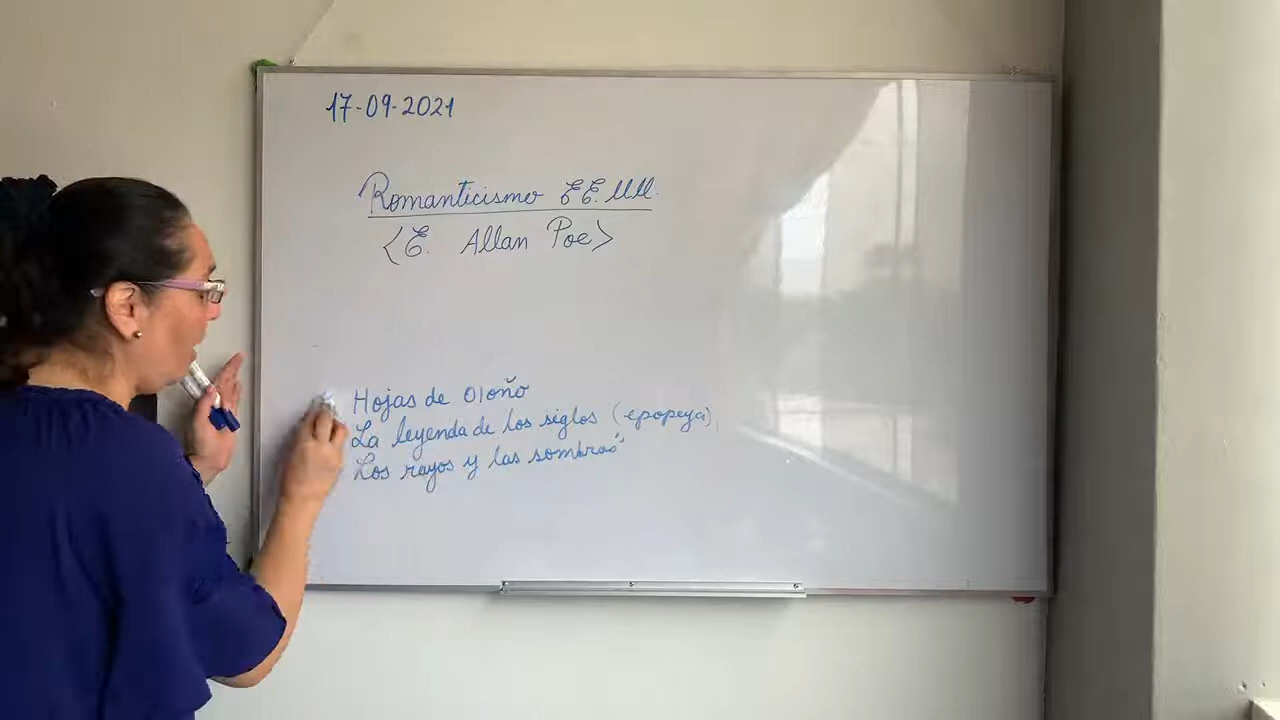 17-09-2021
Romanticismo EE.UU.
<E. Allan Poe>
Hojas de Otoño
La leyenda de los siglos (epopeya)
Los rayos y las sombras"